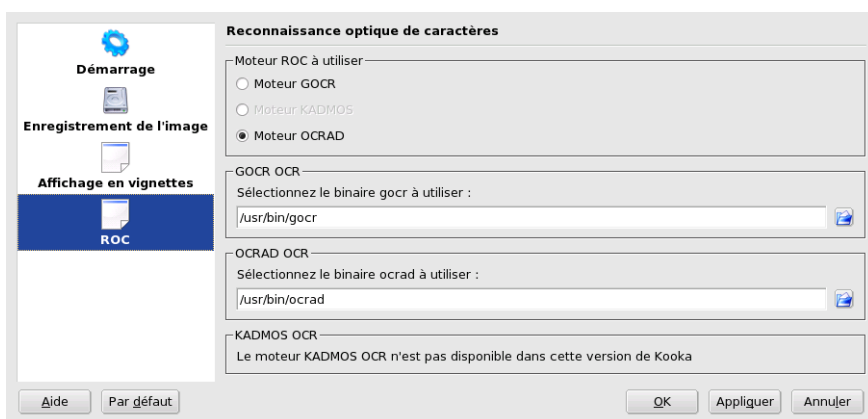 Démarrage
Enregistrement de l'image
Affichage en vignettes
ROC
Reconnaissance optique de caractères
Moteur ROC à utiliser
Moteur GOCR
Moteur KADMOS
Moteur OCRAD
GOCR OCR
Sélectionnez le binaire gocr à utiliser :
/usr/bin/gocr
OCRAD OCR
Sélectionnez le binaire ocrad à utiliser :
/usr/bin/ocrad
KADMOS OCR
Le moteur KADMOS OCR n'est pas disponible dans cette version de Kooka
Aide Par défaut OK Appliquer Annuler